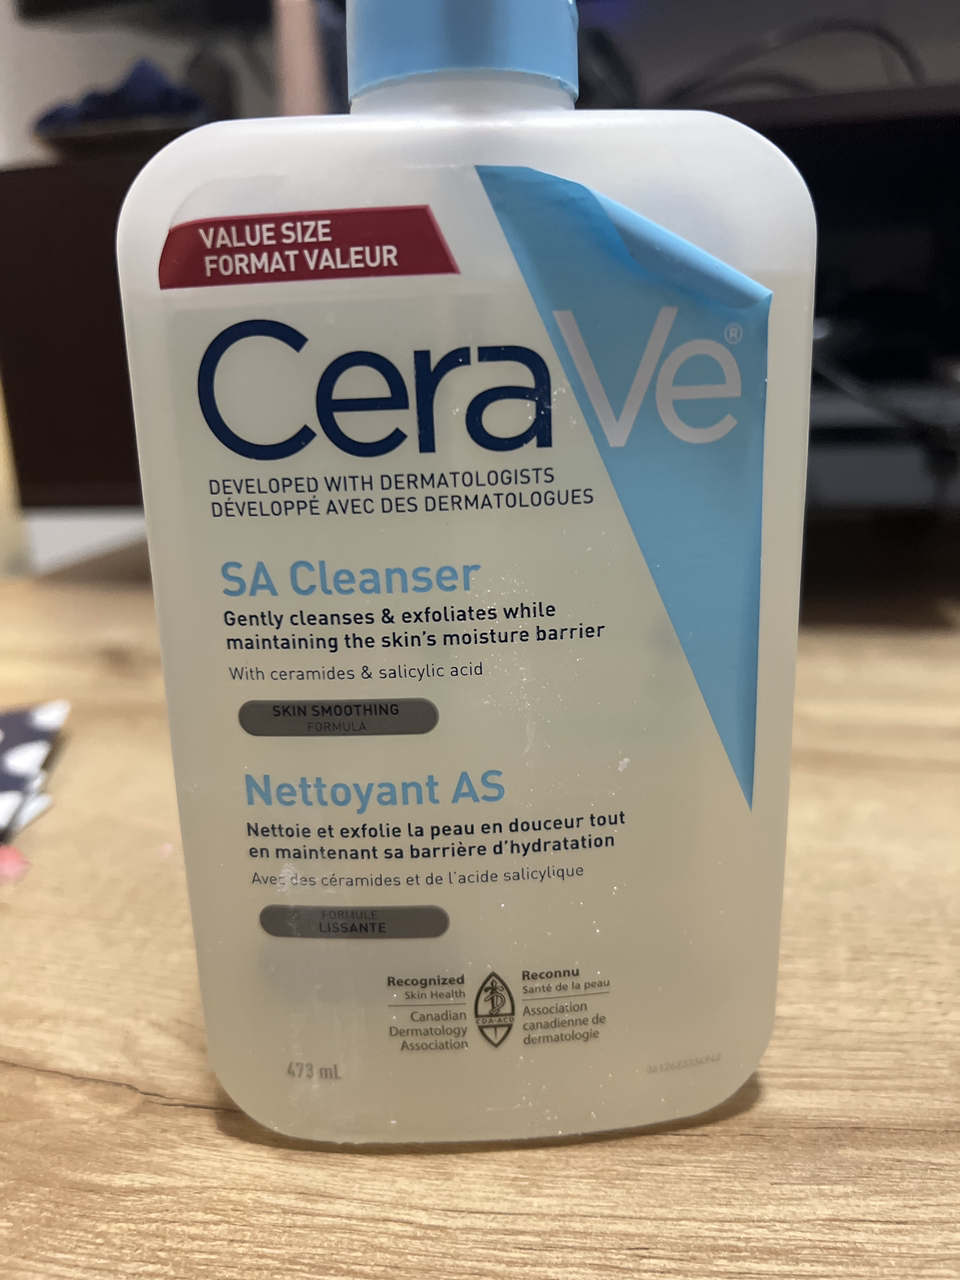 VALUE SIZE
FORMAT VALEUR
CeraVe®
DEVELOPED WITH DERMATOLOGISTS
DÉVELOPPÉ AVEC DES DERMATOLOGUES
SA Cleanser
Gently cleanses & exfoliates while
maintaining the skin's moisture barrier
With ceramides & salicylic acid
SKIN SMOOTHING
FORMULA
Nettoyant AS
Nettoie et exfolie la peau en douceur tout
en maintenant sa barrière d'hydratation
Avec des céramides et de l'acide salicylique
FORMULE
LISSANTE
Recognized
Skin Health
Canadian
Dermatology
Association
CDA-ACD
Reconnu
Santé de la peau
Association
canadienne de
dermatologie
473 mL